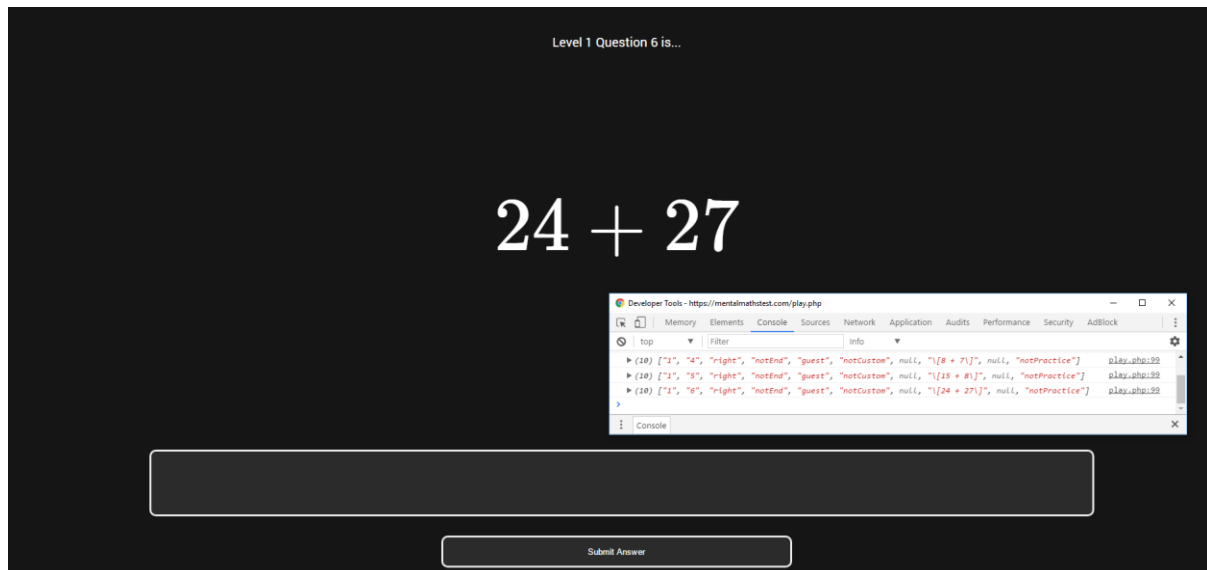 Level 1 Question 6 is...
24 + 27
Developer Tools - https://mentalmathstest.com/play.php
Memory Elements Console Sources Network Application Audits Performance Security AdBlock
top ▼ Filter Info ▼
▶ (10) ["1", "4", "right", "notEnd", "guest", "notCustom", null, "\[8 + 7\]", null, "notPractice"] play.php:99
▶ (10) ["1", "5", "right", "notEnd", "guest", "notCustom", null, "\[15 + 8\]", null, "notPractice"] play.php:99
▶ (10) ["1", "6", "right", "notEnd", "guest", "notCustom", null, "\[24 + 27\]", null, "notPractice"] play.php:99
>
Console
Submit Answer